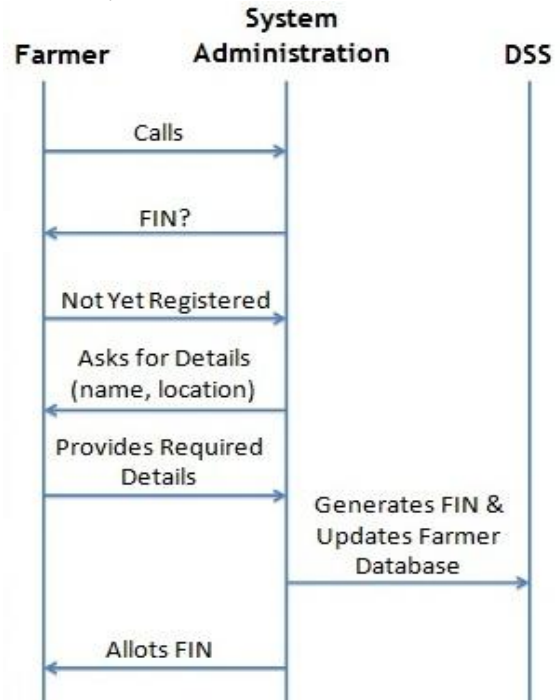 System
Farmer Administration DSS
Calls
FIN?
Not Yet Registered
Asks for Details
(name, location)
Provides Required
Details
Generates FIN &
Updates Farmer
Database
Allots FIN